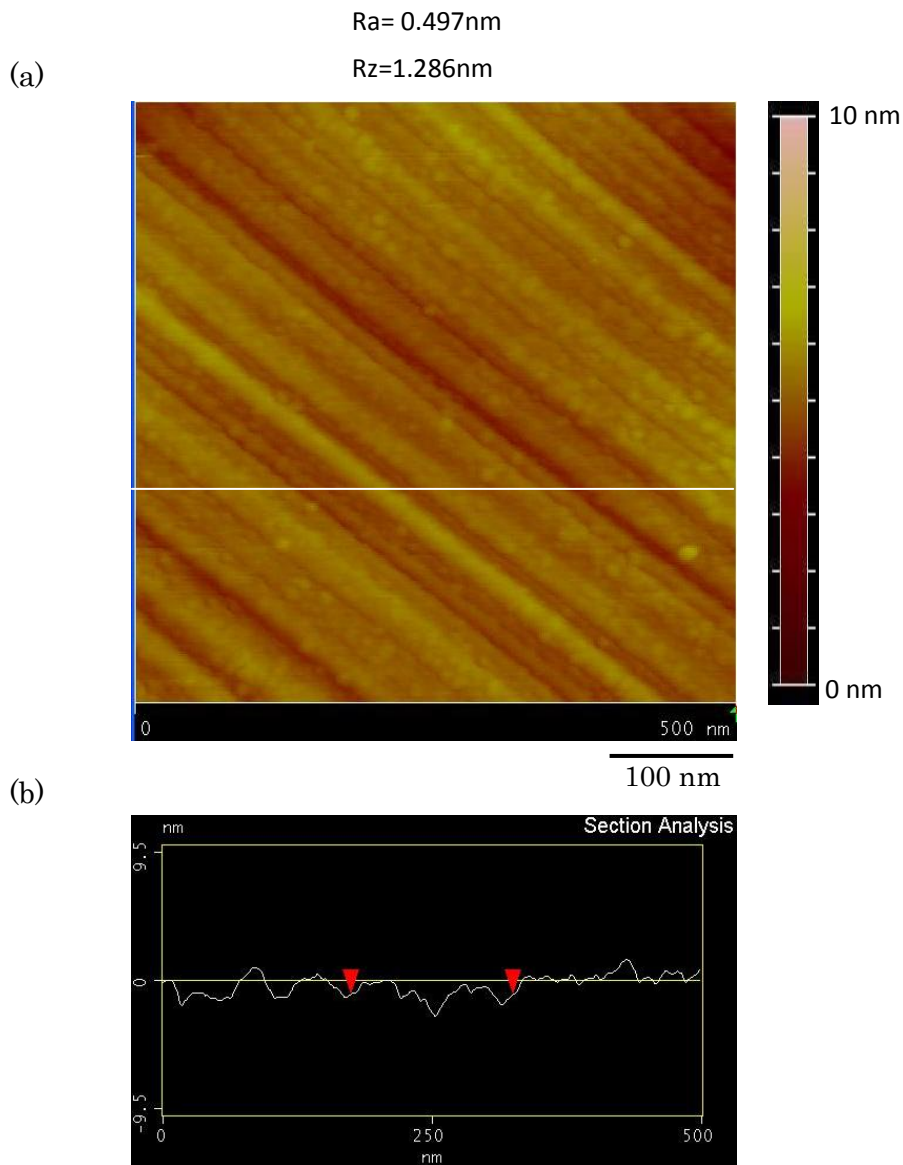 Ra= 0.497nm
Rz=1.286nm
(a)
10 nm
0 nm
0 500 nm
100 nm
(b)
nm Section Analysis
9.5
0
-9.5
0 250 500
nm